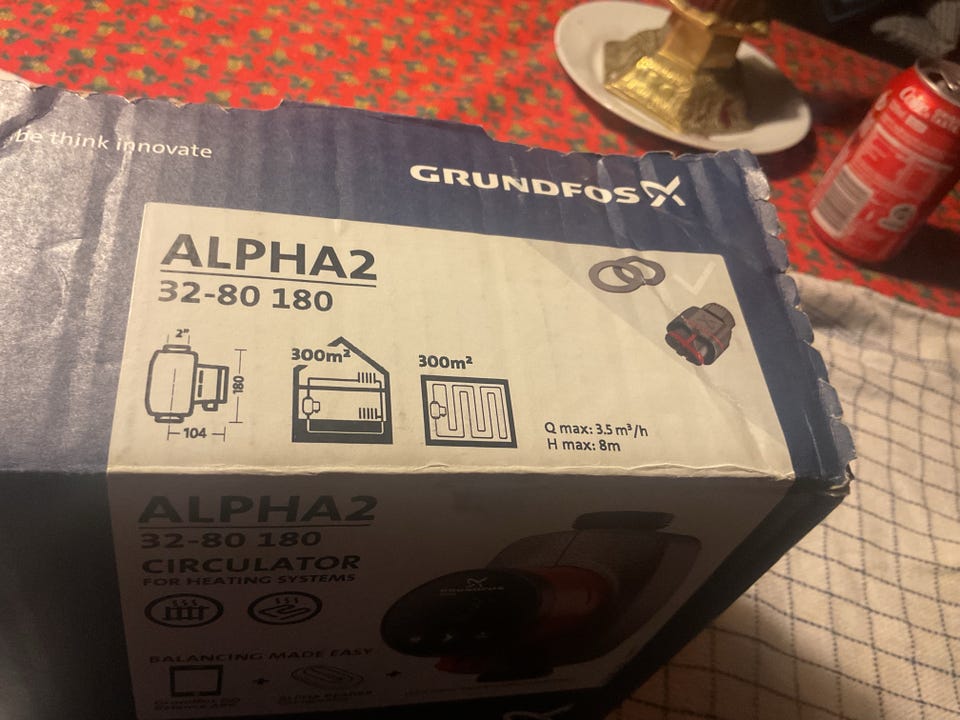 be think innovate
GRUNDFOS
ALPHA2
32-80 180
2"
180
104
300m²
300m²
Q max: 3.5 m³/h
H max: 8m
ALPHA2
32-80 180
CIRCULATOR
FOR HEATING SYSTEMS
GRUNDFOS
BALANCING MADE EASY